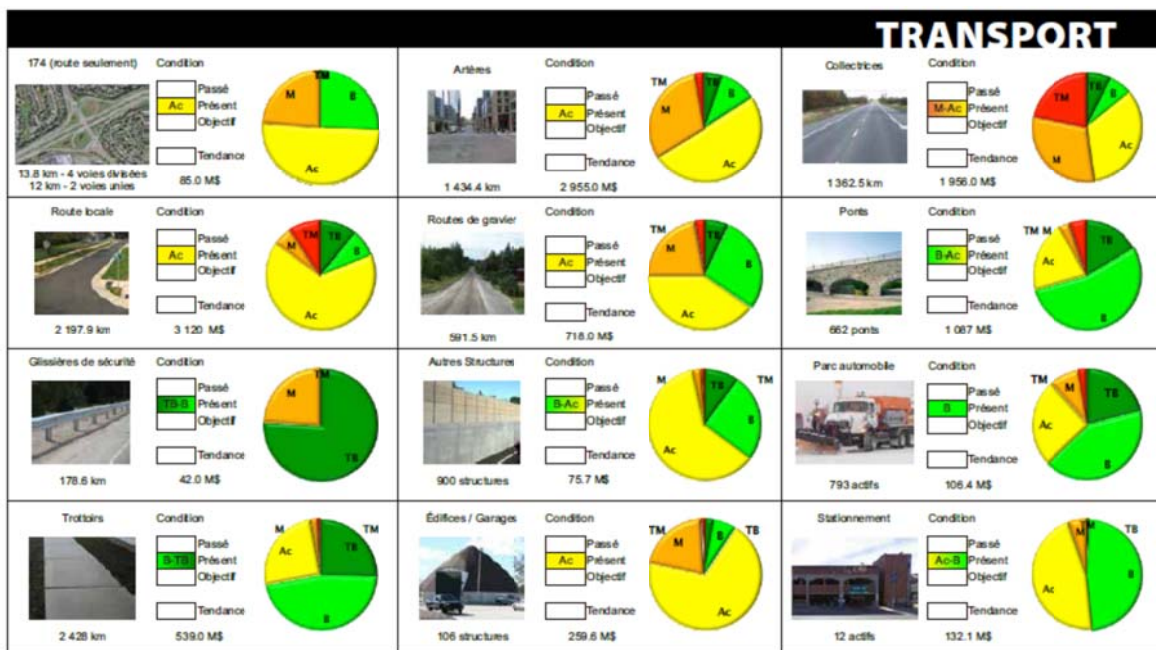 TRANSPORT
174 (route seulement)
Condition
Passé
Ac
Présent
Objectif
Tendance
13.8 km - 4 voies divisées
12 km - 2 voies unies
85.0 M$
TM
B
M
Ac
Artères
Condition
Passé
Ac
Présent
Objectif
Tendance
1 434.4 km
2 955.0 M$
TM
TB
B
M
Ac
Collectrices
Condition
Passé
M-Ac
Présent
Objectif
Tendance
1 362.5 km
1 956.0 M$
TM
TB
B
Ac
M
Route locale
Condition
Passé
Ac
Présent
Objectif
Tendance
2 197.9 km
3 120 M$
TM
TB
M
B
Ac
Routes de gravier
Condition
Passé
Ac
Présent
Objectif
Tendance
591.5 km
718.0 M$
TM
TB
M
B
Ac
Ponts
Condition
Passé
B-Ac
Présent
Objectif
Tendance
662 ponts
1 087 M$
TM M
TB
Ac
B
Glissières de sécurité
Condition
Passé
TB-B
Présent
Objectif
Tendance
178.6 km
42.0 M$
TM
M
TB
Autres Structures
Condition
Passé
B-Ac
Présent
Objectif
Tendance
900 structures
75.7 M$
M
TB
TM
B
Ac
Parc automobile
Condition
Passé
B
Présent
Objectif
Tendance
793 actifs
106.4 M$
TM
M
TB
Ac
B
Trottoirs
Condition
Passé
B-TB
Présent
Objectif
Tendance
2 428 km
539.0 M$
M
TM
Ac
TB
B
Édifices / Garages
Condition
Passé
Ac
Présent
Objectif
Tendance
106 structures
259.6 M$
TM
TB
M
B
Ac
Stationnement
Condition
Passé
Ac-B
Présent
Objectif
Tendance
12 actifs
132.1 M$
M
M
TB
Ac
B